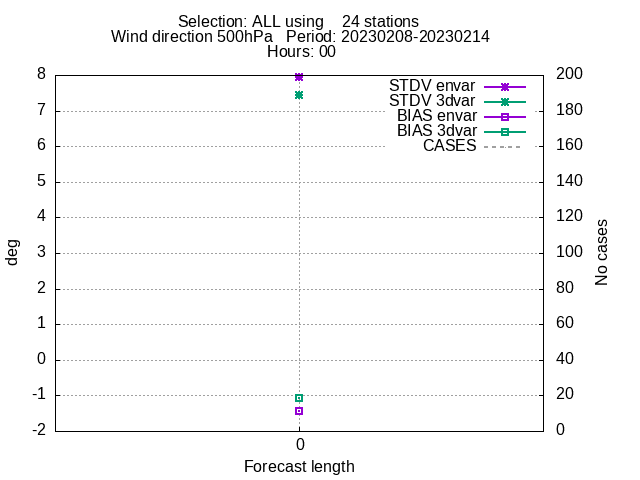 Selection: ALL using    24 stations
Wind direction 500hPa   Period: 20230208-20230214
Hours: 00
STDV envar
STDV 3dvar
BIAS envar
BIAS 3dvar
CASES
8
7
6
5
4
3
2
1
0
-1
-2
deg
200
180
160
140
120
100
80
60
40
20
0
No cases
0
Forecast length